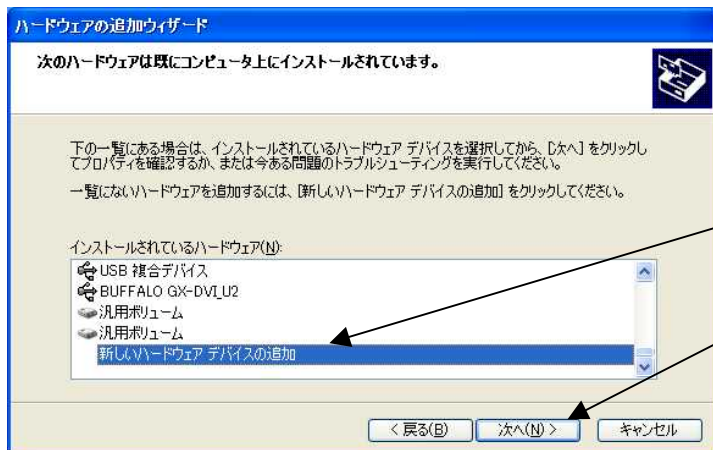 ハードウェアの追加ウィザード
次のハードウェアは既にコンピュータ上にインストールされています。
下の一覧にある場合は、インストールされているハードウェア デバイスを選択してから、[次へ] をクリックし
てプロパティを確認するか、または今ある問題のトラブルシューティングを実行してください。
一覧にないハードウェアを追加するには、[新しいハードウェア デバイスの追加] をクリックしてください。
インストールされているハードウェア(N):
USB 複合デバイス
BUFFALO GX-DVI_U2
汎用ボリューム
汎用ボリューム
新しいハードウェア デバイスの追加
< 戻る(B) 次へ(N) > キャンセル